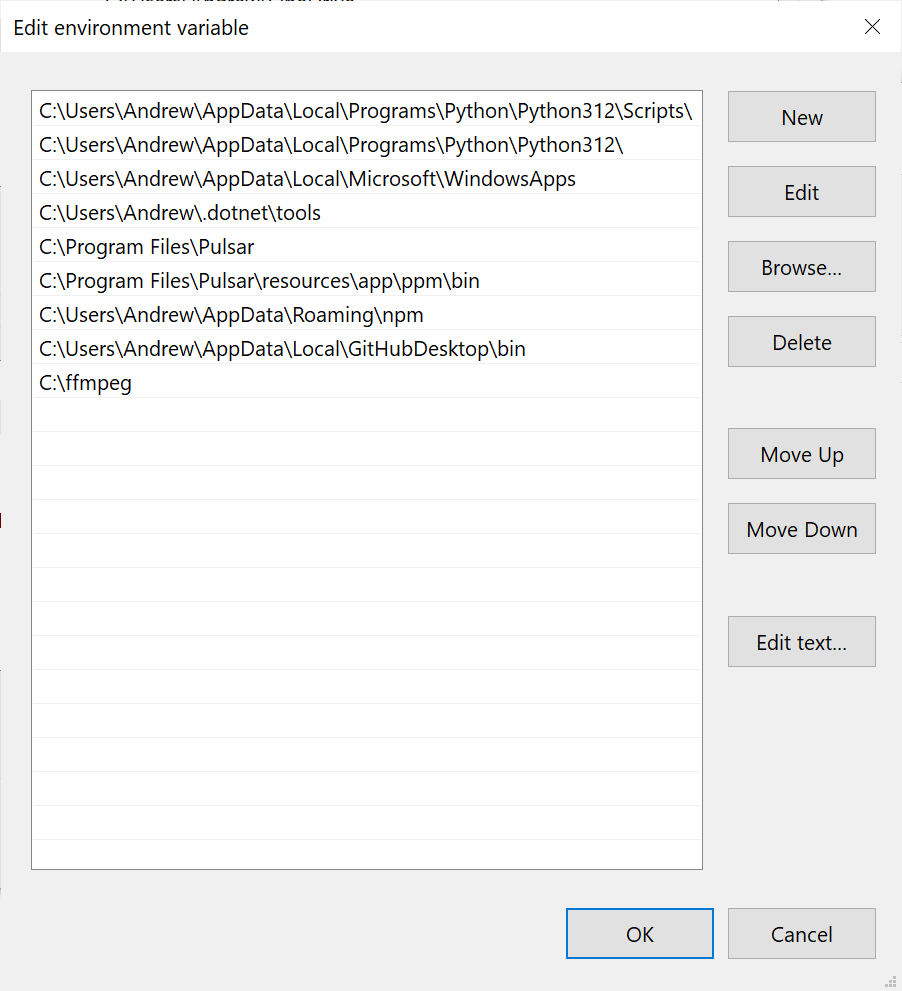 Edit environment variable
C:\Users\Andrew\AppData\Local\Programs\Python\Python312\Scripts\
C:\Users\Andrew\AppData\Local\Programs\Python\Python312\
C:\Users\Andrew\AppData\Local\Microsoft\WindowsApps
C:\Users\Andrew\.dotnet\tools
C:\Program Files\Pulsar
C:\Program Files\Pulsar\resources\app\ppm\bin
C:\Users\Andrew\AppData\Roaming\npm
C:\Users\Andrew\AppData\Local\GitHubDesktop\bin
C:\ffmpeg
New
Edit
Browse...
Delete
Move Up
Move Down
Edit text...
OK
Cancel